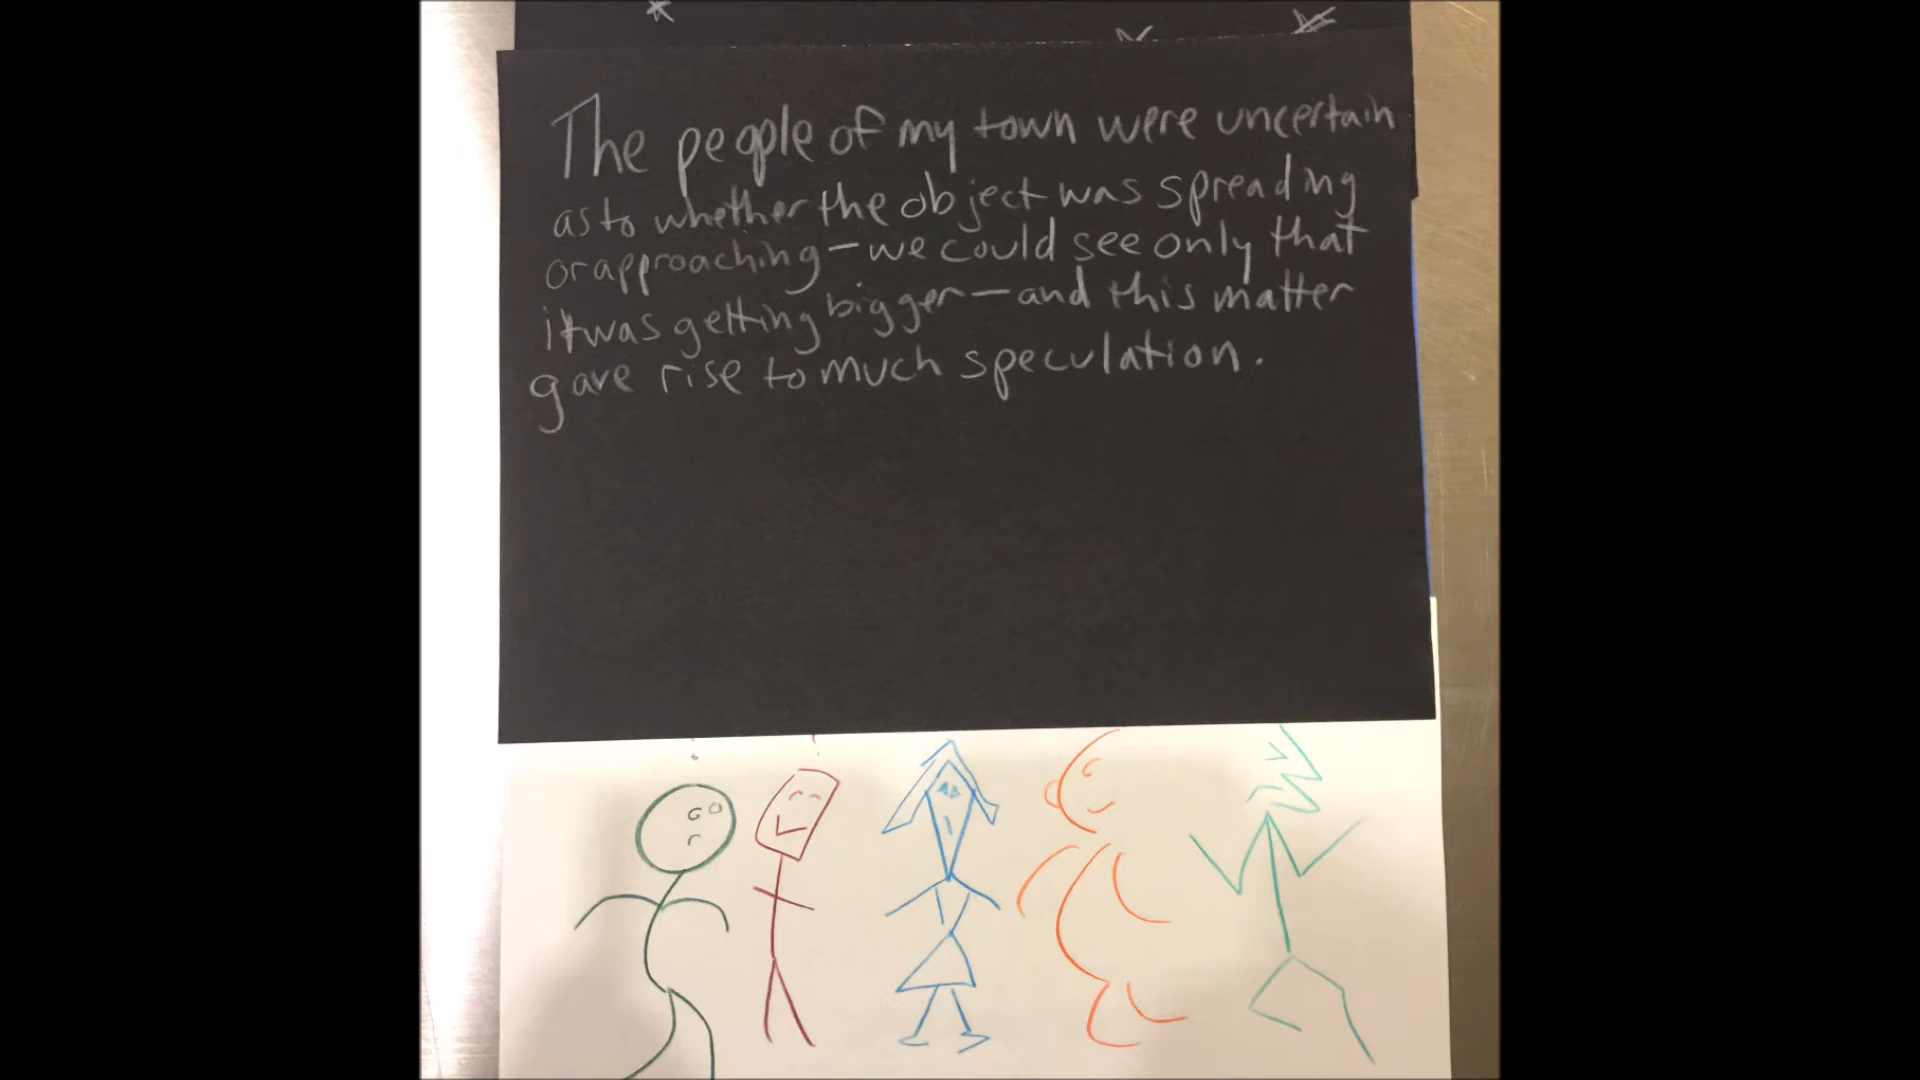 The people of my town were uncertain
as to whether the object was spreading
or approaching—we could see only that
it was getting bigger—and this matter
gave rise to much speculation.